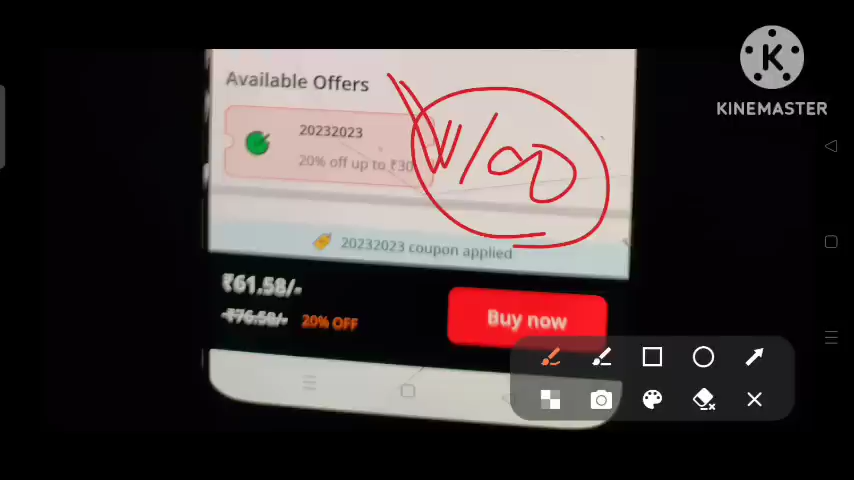 Available Offers
KINEMASTER
20232023
20% off up to ₹30
20232023 coupon applied
₹61.58/-
₹76.58/- 20% OFF
Buy now